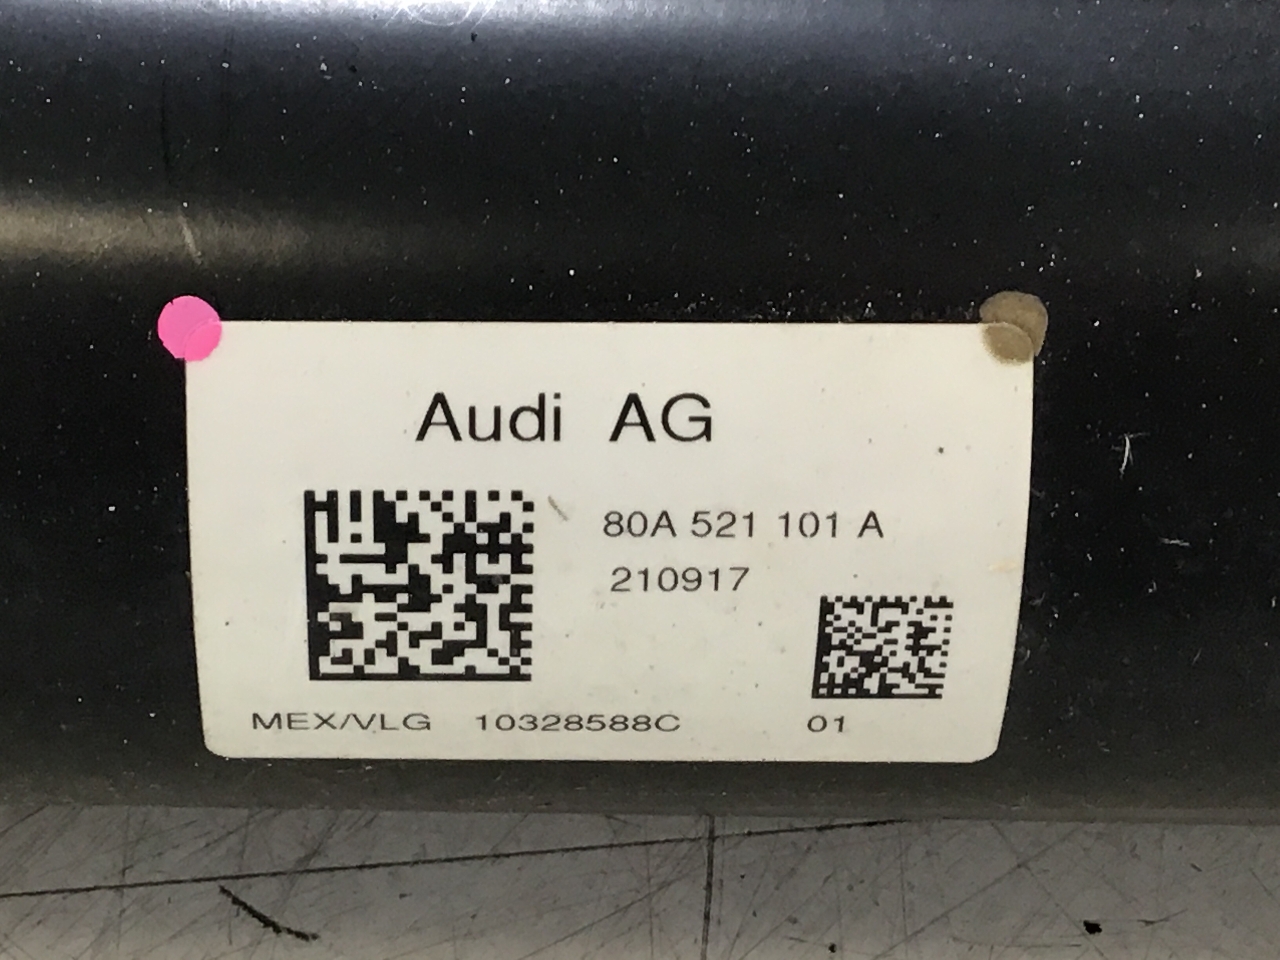 Audi AG
80A 521 101 A
210917
MEX/VLG 10328588C 01